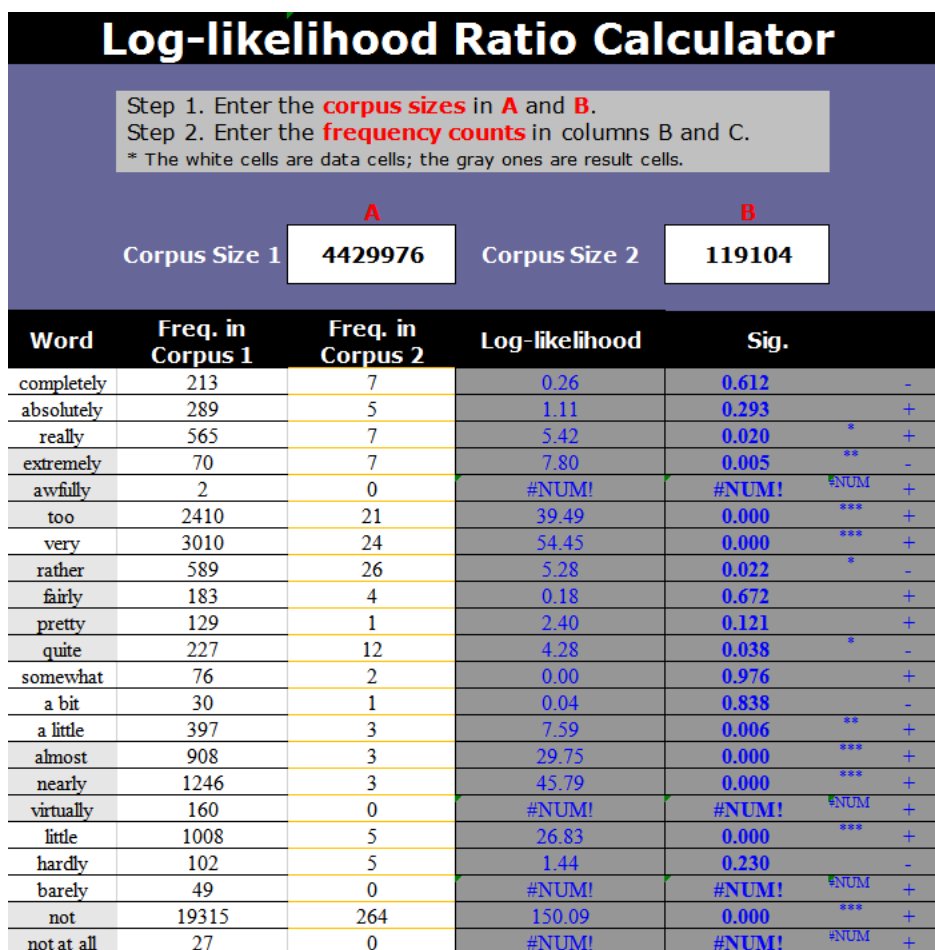 Log-likelihood Ratio Calculator
Step 1. Enter the corpus sizes in A and B.
Step 2. Enter the frequency counts in columns B and C.
* The white cells are data cells; the gray ones are result cells.
A B
Corpus Size 1 4429976 Corpus Size 2 119104
Word Freq. in Corpus 1 Freq. in Corpus 2 Log-likelihood Sig.
completely 213 7 0.26 0.612 -
absolutely 289 5 1.11 0.293 +
really 565 7 5.42 0.020 * +
extremely 70 7 7.80 0.005 ** -
awfully 2 0 #NUM! #NUM! #NUM +
too 2410 21 39.49 0.000 *** +
very 3010 24 54.45 0.000 *** +
rather 589 26 5.28 0.022 * -
fairly 183 4 0.18 0.672 +
pretty 129 1 2.40 0.121 +
quite 227 12 4.28 0.038 * -
somewhat 76 2 0.00 0.976 +
a bit 30 1 0.04 0.838 -
a little 397 3 7.59 0.006 ** +
almost 908 3 29.75 0.000 *** +
nearly 1246 3 45.79 0.000 *** +
virtually 160 0 #NUM! #NUM! #NUM +
little 1008 5 26.83 0.000 *** +
hardly 102 5 1.44 0.230 -
barely 49 0 #NUM! #NUM! #NUM +
not 19315 264 150.09 0.000 *** +
not at all 27 0 #NUM! #NUM! #NUM +